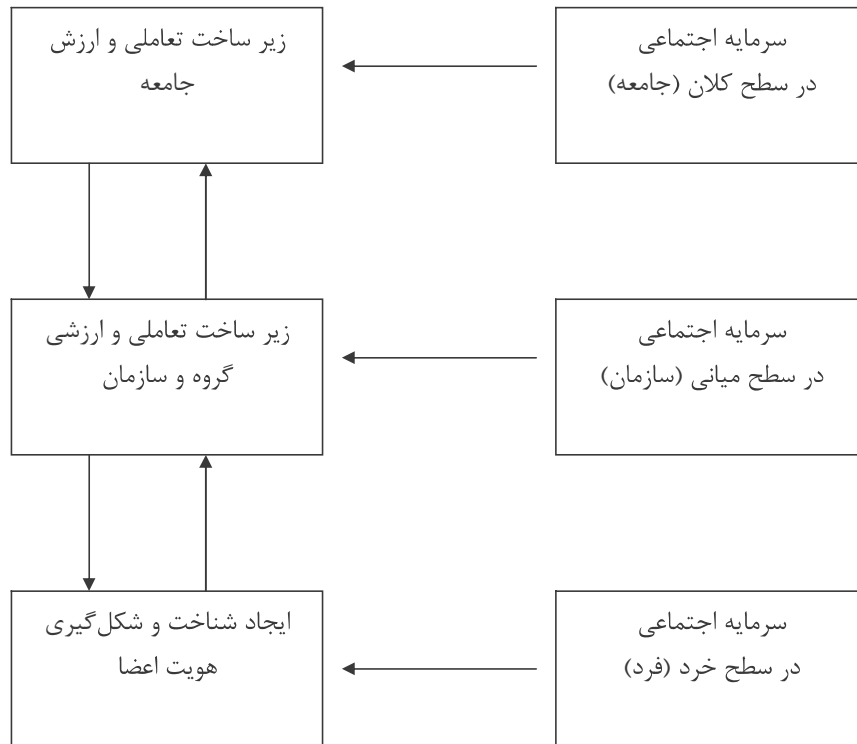 سرمایه اجتماعی
در سطح کلان (جامعه)
زیر ساخت تعاملی و ارزش
جامعه
سرمایه اجتماعی
در سطح میانی (سازمان)
زیر ساخت تعاملی و ارزشی
گروه و سازمان
سرمایه اجتماعی
در سطح خرد (فرد)
ایجاد شناخت و شکل‌گیری
هویت اعضا